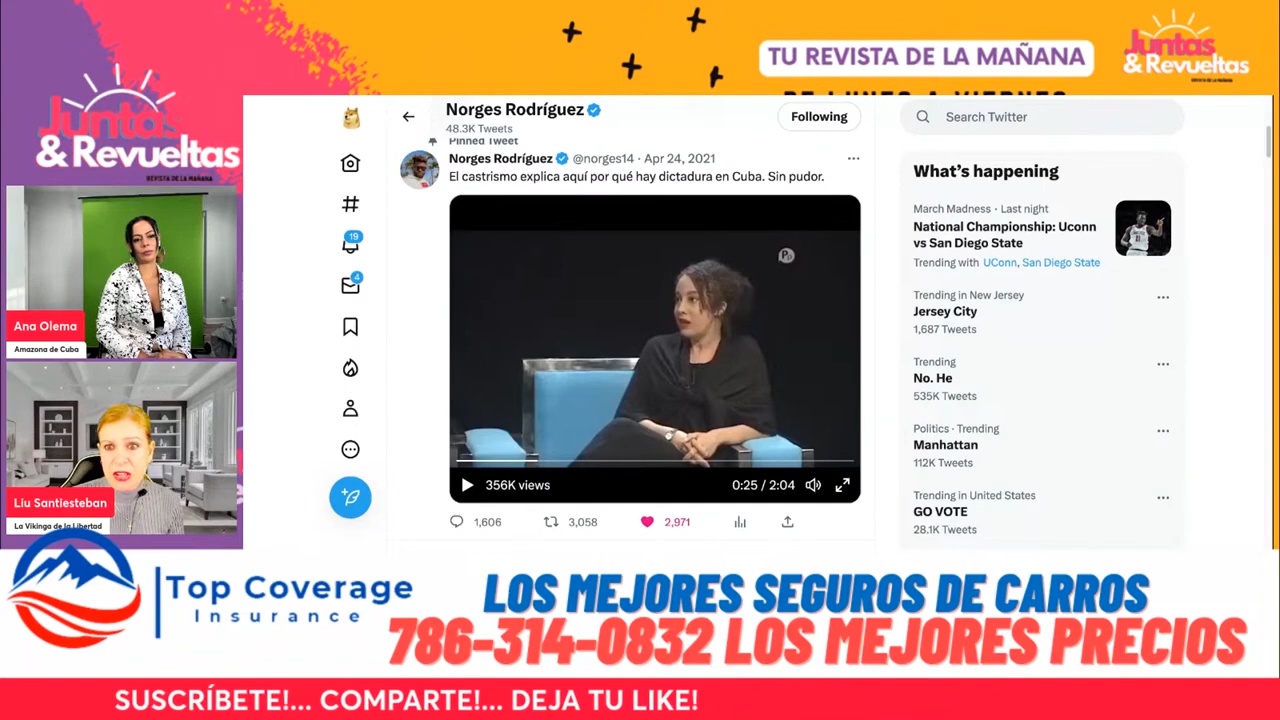 TU REVISTA DE LA MAÑANA
Juntas
& Revueltas
REVISTA DE LA MAÑANA
DE LUNES A VIERNES
Juntas
& Revueltas
REVISTA DE LA MAÑANA
Ana Olema
Amazona de Cuba
Liu Santiesteban
La Vikinga de la Libertad
Norges Rodríguez
48.3K Tweets
Following
Pinned Tweet
Norges Rodríguez @norges14 · Apr 24, 2021
El castrismo explica aquí por qué hay dictadura en Cuba. Sin pudor.
356K views
0:25 / 2:04
1,606
3,058
2,971
19
4
Search Twitter
What’s happening
March Madness · Last night
National Championship: Uconn
vs San Diego State
Trending with UConn, San Diego State
Trending in New Jersey
Jersey City
1,687 Tweets
Trending
No. He
535K Tweets
Politics · Trending
Manhattan
112K Tweets
Trending in United States
GO VOTE
28.1K Tweets
Top Coverage
Insurance
LOS MEJORES SEGUROS DE CARROS
786-314-0832 LOS MEJORES PRECIOS
SUSCRÍBETE!... COMPARTE!... DEJA TU LIKE!